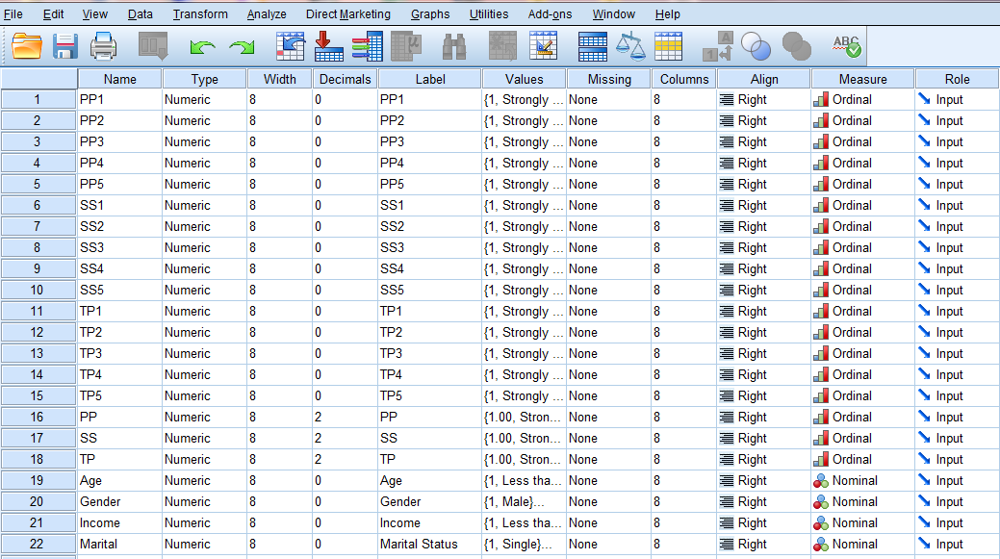 File Edit View Data Transform Analyze Direct Marketing Graphs Utilities Add-ons Window Help
A 1 ABC
Name Type Width Decimals Label Values Missing Columns Align Measure Role
1 PP1 Numeric 8 0 PP1 {1, Strongly ... None 8 Right Ordinal Input
2 PP2 Numeric 8 0 PP2 {1, Strongly ... None 8 Right Ordinal Input
3 PP3 Numeric 8 0 PP3 {1, Strongly ... None 8 Right Ordinal Input
4 PP4 Numeric 8 0 PP4 {1, Strongly ... None 8 Right Ordinal Input
5 PP5 Numeric 8 0 PP5 {1, Strongly ... None 8 Right Ordinal Input
6 SS1 Numeric 8 0 SS1 {1, Strongly ... None 8 Right Ordinal Input
7 SS2 Numeric 8 0 SS2 {1, Strongly ... None 8 Right Ordinal Input
8 SS3 Numeric 8 0 SS3 {1, Strongly ... None 8 Right Ordinal Input
9 SS4 Numeric 8 0 SS4 {1, Strongly ... None 8 Right Ordinal Input
10 SS5 Numeric 8 0 SS5 {1, Strongly ... None 8 Right Ordinal Input
11 TP1 Numeric 8 0 TP1 {1, Strongly ... None 8 Right Ordinal Input
12 TP2 Numeric 8 0 TP2 {1, Strongly ... None 8 Right Ordinal Input
13 TP3 Numeric 8 0 TP3 {1, Strongly ... None 8 Right Ordinal Input
14 TP4 Numeric 8 0 TP4 {1, Strongly ... None 8 Right Ordinal Input
15 TP5 Numeric 8 0 TP5 {1, Strongly ... None 8 Right Ordinal Input
16 PP Numeric 8 2 PP {1.00, Stron... None 8 Right Ordinal Input
17 SS Numeric 8 2 SS {1.00, Stron... None 8 Right Ordinal Input
18 TP Numeric 8 2 TP {1.00, Stron... None 8 Right Ordinal Input
19 Age Numeric 8 0 Age {1, Less tha... None 8 Right Nominal Input
20 Gender Numeric 8 0 Gender {1, Male}... None 8 Right Nominal Input
21 Income Numeric 8 0 Income {1, Less tha... None 8 Right Nominal Input
22 Marital Numeric 8 0 Marital Status {1, Single}... None 8 Right Nominal Input